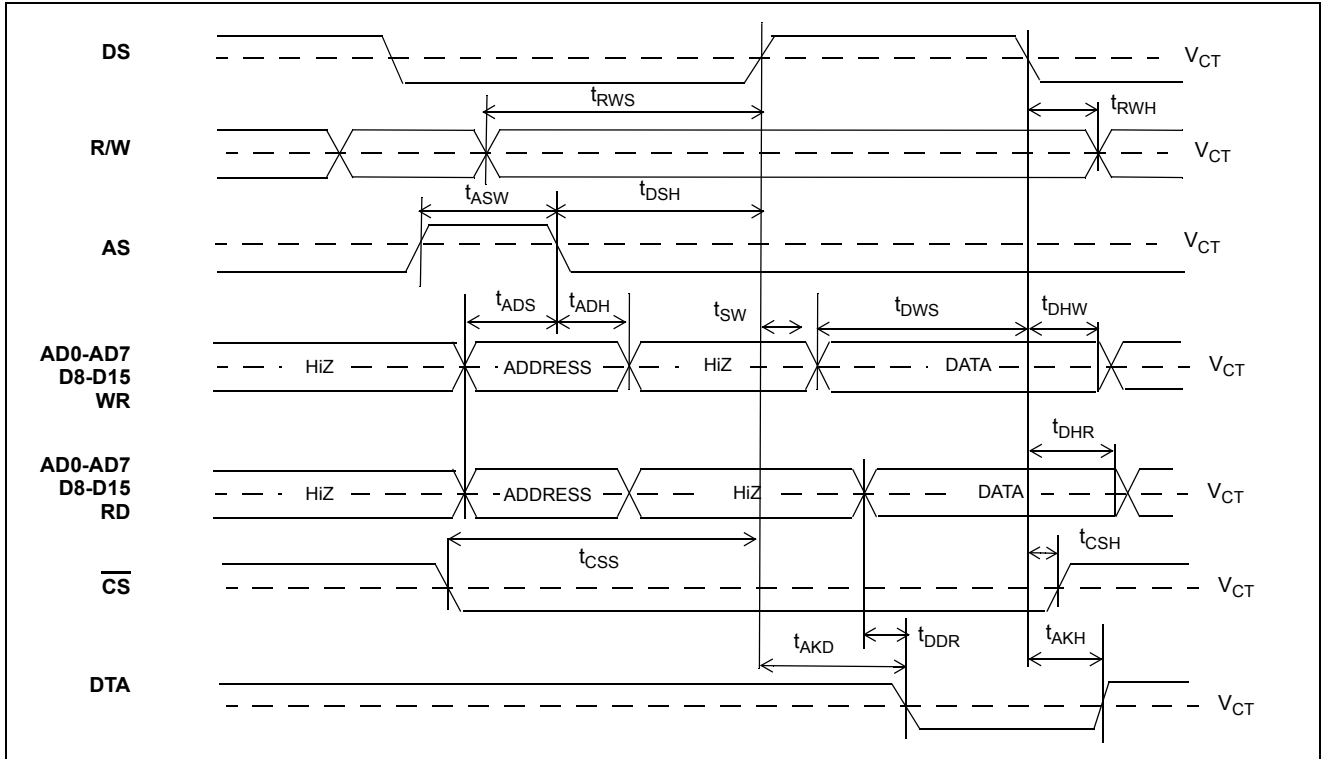 DS
V_CT
t_RWS
t_RWH
R/W
V_CT
t_ASW
t_DSH
AS
V_CT
t_ADS
t_ADH
t_SW
t_DWS
t_DHW
AD0-AD7
D8-D15
WR
HiZ
ADDRESS
HiZ
DATA
V_CT
t_DHR
AD0-AD7
D8-D15
RD
HiZ
ADDRESS
HiZ
DATA
V_CT
t_CSS
t_CSH
CS
V_CT
t_AKD
t_DDR
t_AKH
DTA
V_CT